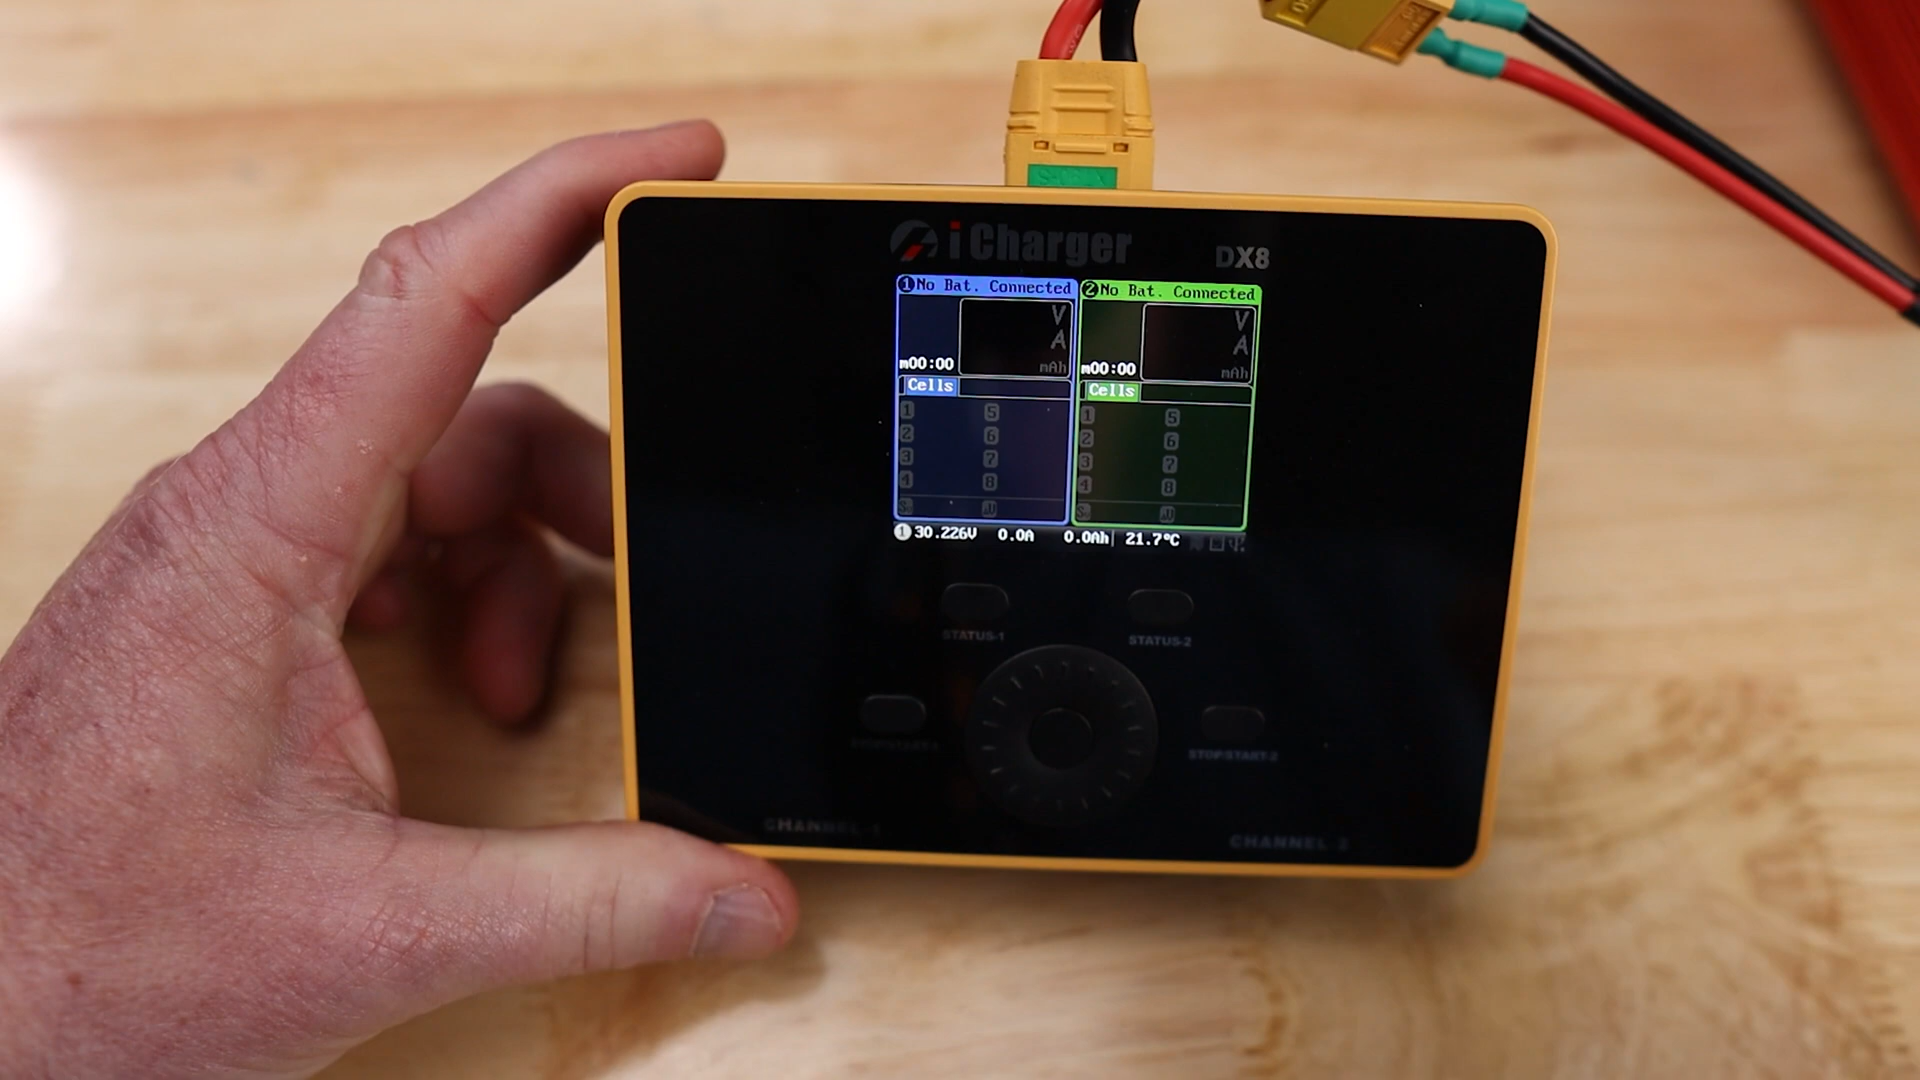 iCharger DX8
1 No Bat. Connected
2 No Bat. Connected
V
A
m00:00 mAh
V
A
m00:00 mAh
Cells
1 5
2 6
3 7
4 8
Cells
1 5
2 6
3 7
4 8
1 30.226V 0.0A 0.0Ah 21.7°C
STATUS-1 STATUS-2
STOP/START-2
CHANNEL-1 CHANNEL-2